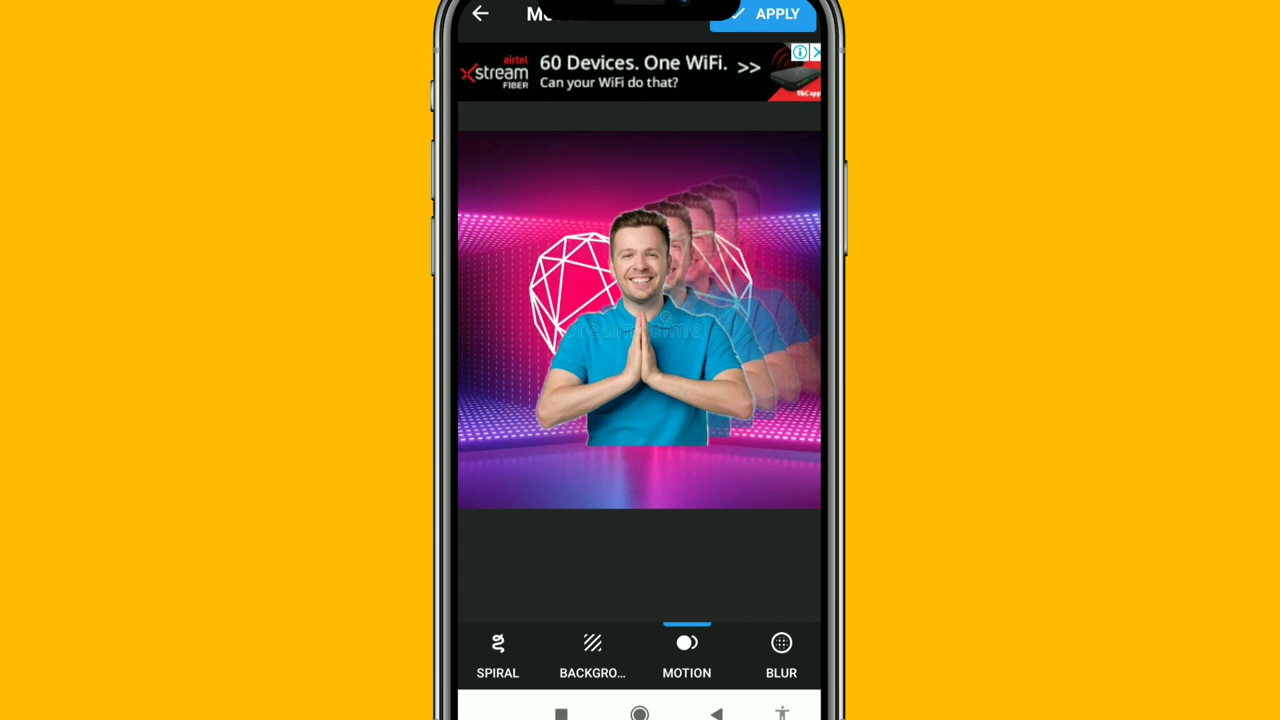 APPLY
airtel
Xstream
FIBER
60 Devices. One WiFi.
Can your WiFi do that?
>>
SPIRAL
BACKGRO...
MOTION
BLUR